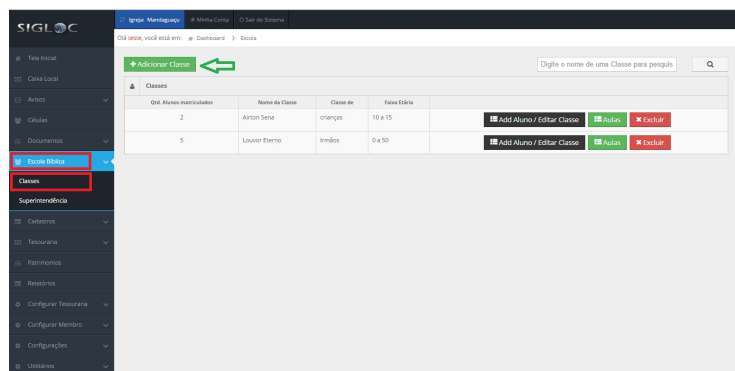 SIGLOC
Igreja: Mandaguaçu Minha Conta Sair do Sistema
Olá tesse, você está em: Dashboard > Escola
Tela Inicial
Caixa Local
Avisos
Células
Documentos
Escola Bíblica
Classes
Superintendência
Cadastros
Tesouraria
Patrimonios
Relatórios
Configurar Tesouraria
Configurar Membro
Configurações
Utilitários
Adicionar Classe
Digite o nome de uma Classe para pesquis
Classes
Qtd. Alunos matriculados Nome da Classe Classe de Faixa Etária
2 Airton Sena crianças 10 a 15 Add Aluno / Editar Classe Aulas Excluir
5 Louvor Eterno Irmãos 0 a 50 Add Aluno / Editar Classe Aulas Excluir